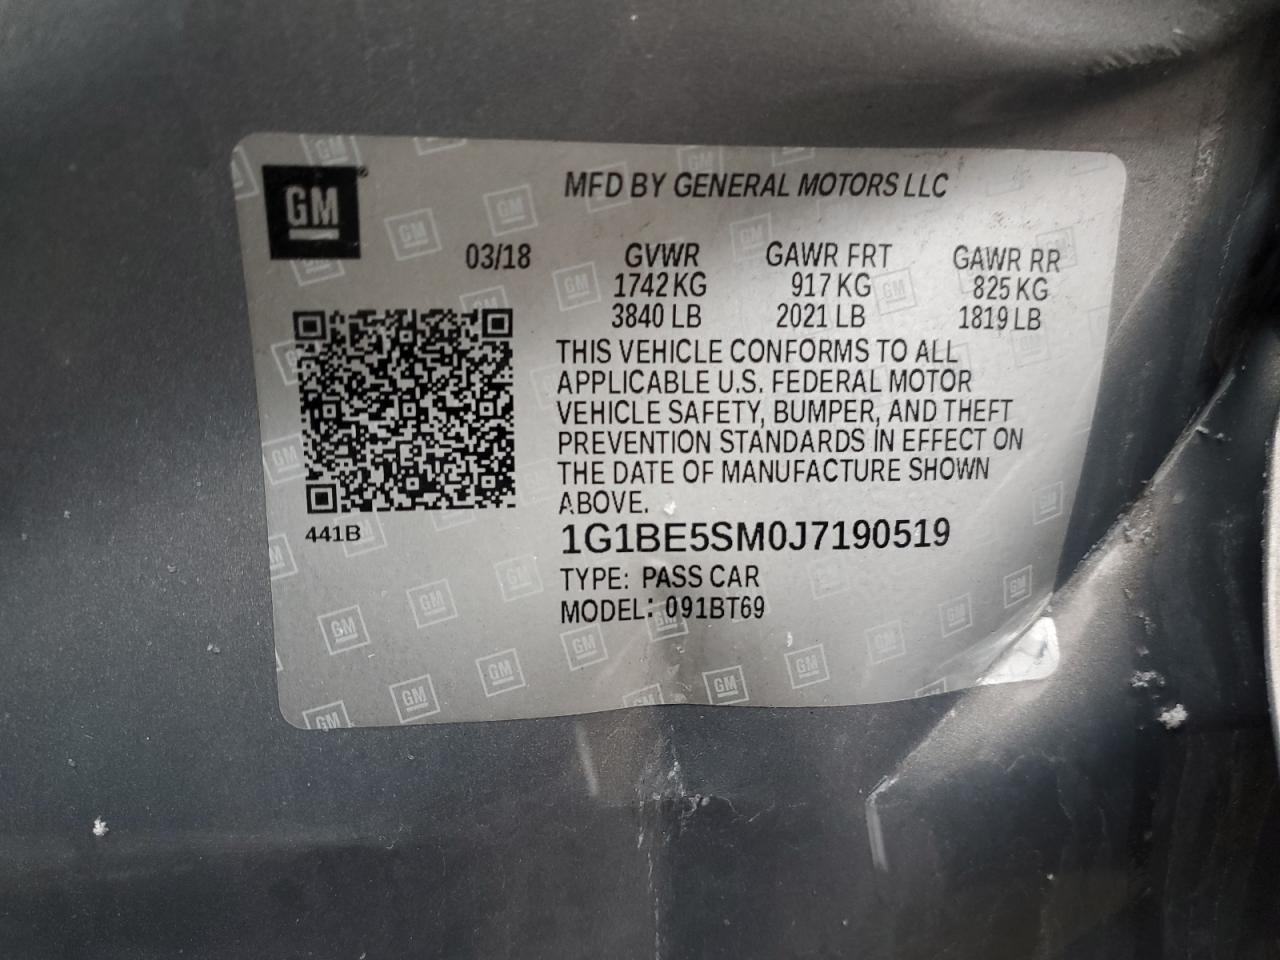 GM
MFD BY GENERAL MOTORS LLC
03/18 GVWR GAWR FRT GAWR RR
1742 KG 917 KG 825 KG
3840 LB 2021 LB 1819 LB
THIS VEHICLE CONFORMS TO ALL
APPLICABLE U.S. FEDERAL MOTOR
VEHICLE SAFETY, BUMPER, AND THEFT
PREVENTION STANDARDS IN EFFECT ON
THE DATE OF MANUFACTURE SHOWN
ABOVE.
441B
1G1BE5SM0J7190519
TYPE: PASS CAR
MODEL: 091BT69